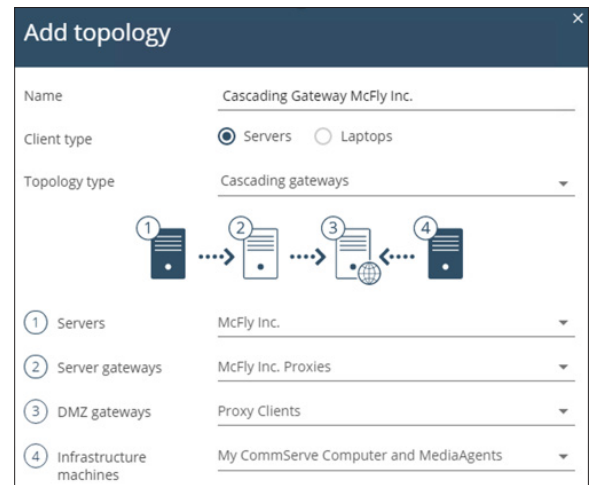 Add topology
×
Name Cascading Gateway McFly Inc.
Client type Servers Laptops
Topology type Cascading gateways
1 2 3 4
1 Servers McFly Inc.
2 Server gateways McFly Inc. Proxies
3 DMZ gateways Proxy Clients
4 Infrastructure My CommServe Computer and MediaAgents
machines